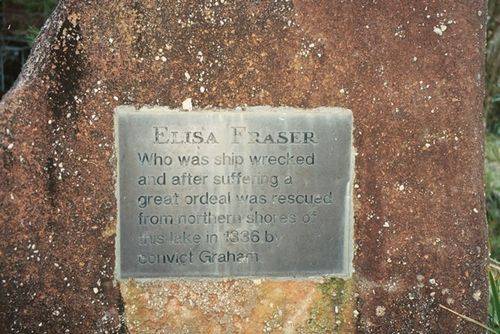 ELISA FRASER
Who was ship wrecked
and after suffering a
great ordeal was rescued
from northern shores of
this lake in 1836 b
convict Graham